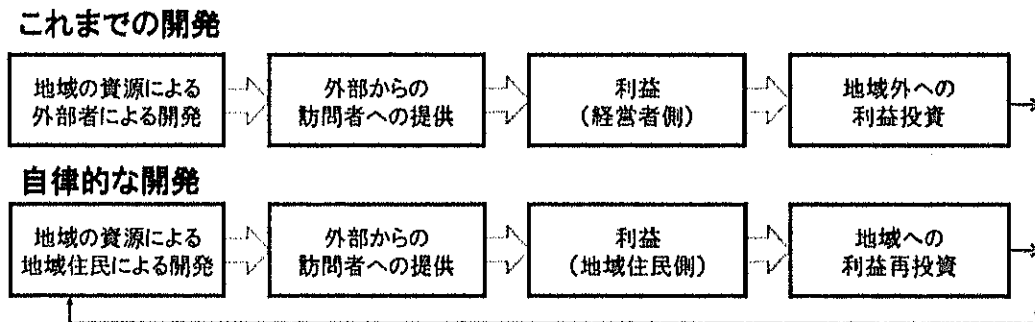 これまでの開発
地域の資源による
外部者による開発
外部からの
訪問者への提供
利益
(経営者側)
地域外への
利益投資
自律的な開発
地域の資源による
地域住民による開発
外部からの
訪問者への提供
利益
(地域住民側)
地域への
利益再投資